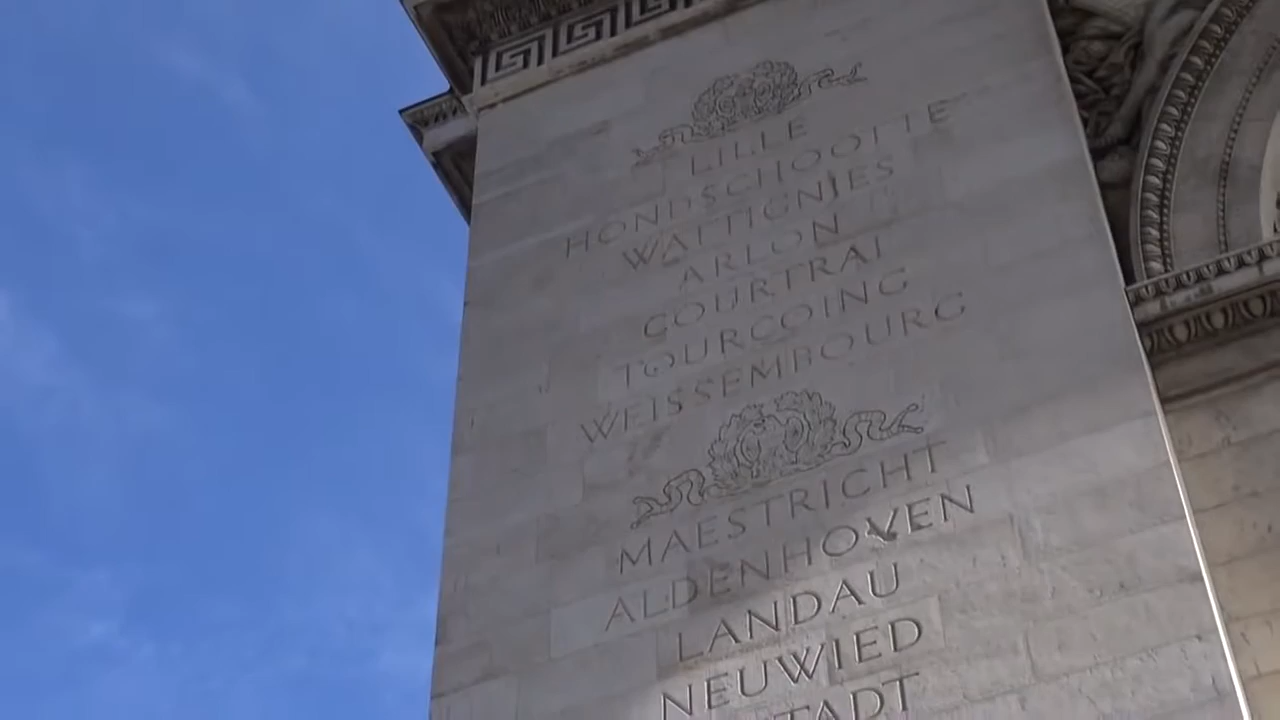 LILLE
HONDSCHOOTTE
WATTIGNIES
ARLON
COURTRAI
TOURCOING
WEISSEMBOURG
MAESTRICHT
ALDENHOVEN
LANDAU
NEUWIED